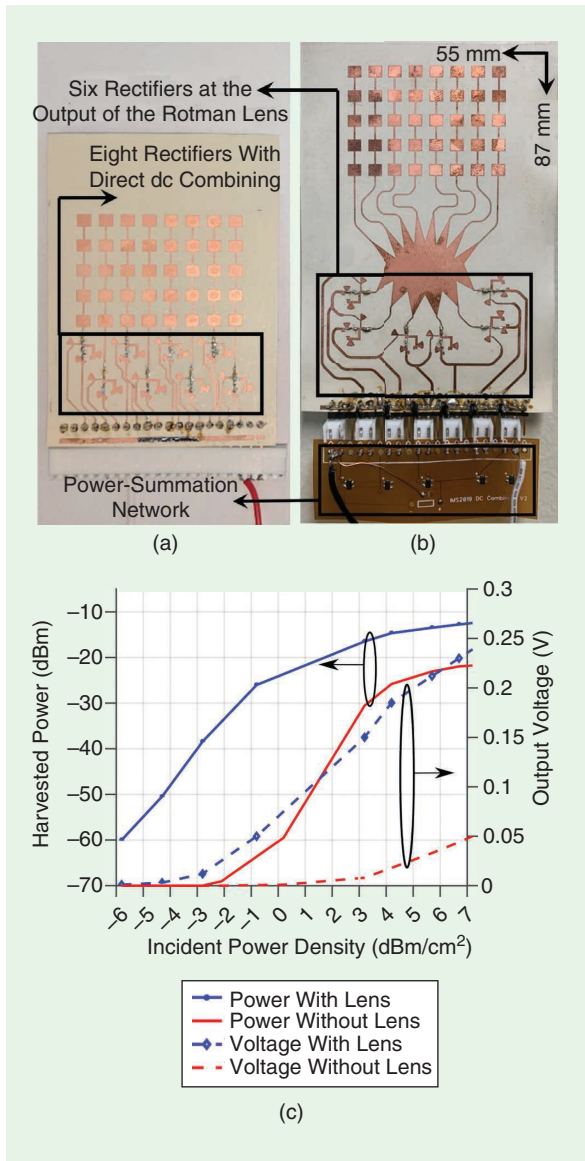 55 mm
87 mm
Six Rectifiers at the
Output of the Rotman Lens
Eight Rectifiers With
Direct dc Combining
Power-Summation
Network
IMS2019 DC Combiner V2
(a)
(b)
Harvested Power (dBm)
–10
–20
–30
–40
–50
–60
–70
0.3
0.25
0.2
0.15
0.1
0.05
0
Output Voltage (V)
–6 –5 –4 –3 –2 –1 0 1 2 3 4 5 6 7
Incident Power Density (dBm/cm²)
Power With Lens
Power Without Lens
Voltage With Lens
Voltage Without Lens
(c)